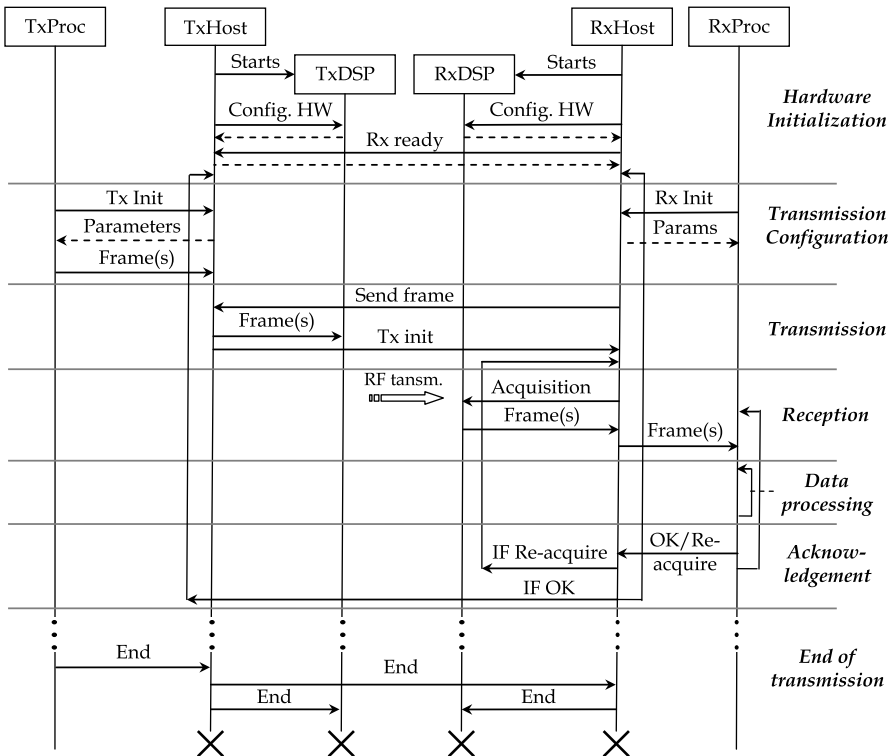 TxProc
TxHost
RxHost
RxProc
Starts
TxDSP
RxDSP
Starts
Hardware
Initialization
Config. HW
Config. HW
Rx ready
Tx Init
Rx Init
Transmission
Configuration
Parameters
Params
Frame(s)
Send frame
Frame(s)
Tx init
Transmission
RF tansm.
Acquisition
Frame(s)
Frame(s)
Reception
Data
processing
IF Re-acquire
OK/Re-
acquire
Acknow-
ledgement
IF OK
End
End
End
End
End of
transmission